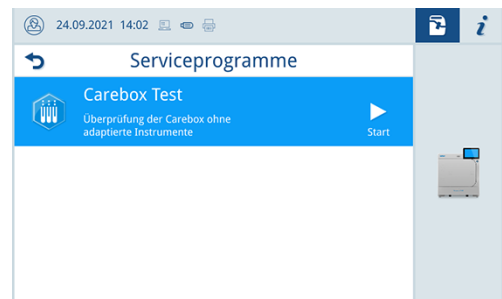 24.09.2021 14:02
i
Serviceprogramme
Carebox Test
Überprüfung der Carebox ohne
adaptierte Instrumente
Start